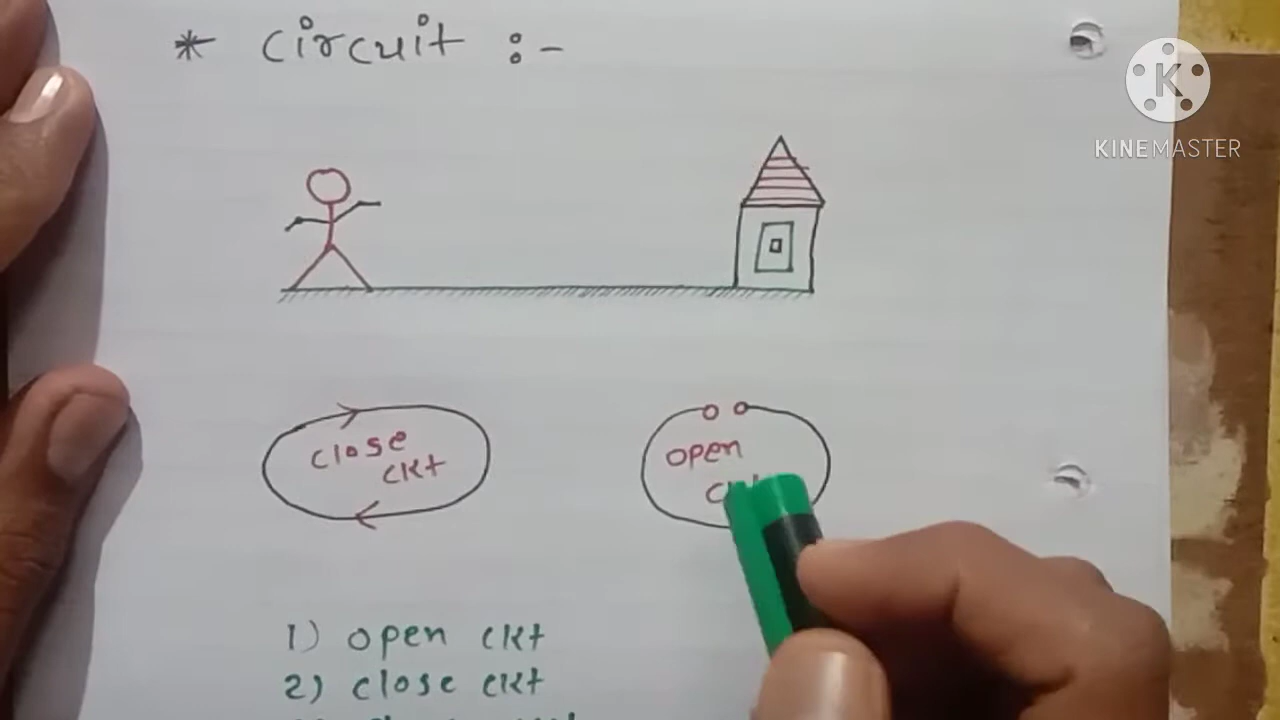 * Circuit :-
K
KINEMASTER
close
ckt
open
1) open ckt
2) close ckt